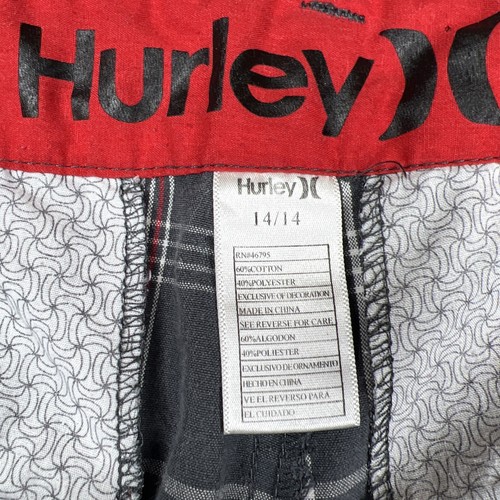 Hurley
Hurley
14/14
RN#46795
60%COTTON
40%POLYESTER
EXCLUSIVE OF DECORATION
MADE IN CHINA
SEE REVERSE FOR CARE
60%ALGODON
40%POLIESTER
EXCLUSIVO DE ORNAMENTO
HECHO EN CHINA
VE EL REVERSO PARA
EL CUIDADO